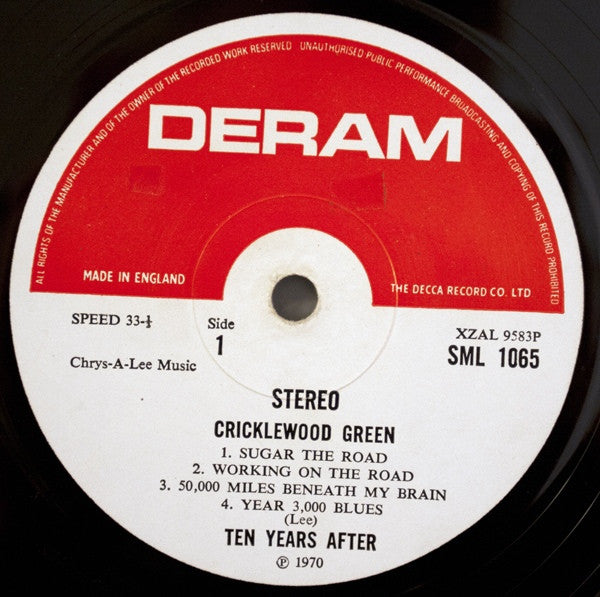 ALL RIGHTS OF THE MANUFACTURER AND OF THE OWNER OF THE RECORDED WORK RESERVED UNAUTHORISED PUBLIC PERFORMANCE BROADCASTING AND COPYING OF THIS RECORD PROHIBITED
DERAM
MADE IN ENGLAND
THE DECCA RECORD CO. LTD
SPEED 33-⅓
Side
1
XZAL 9583P
SML 1065
Chrys-A-Lee Music
STEREO
CRICKLEWOOD GREEN
1. SUGAR THE ROAD
2. WORKING ON THE ROAD
3. 50,000 MILES BENEATH MY BRAIN
4. YEAR 3,000 BLUES
(Lee)
TEN YEARS AFTER
℗ 1970